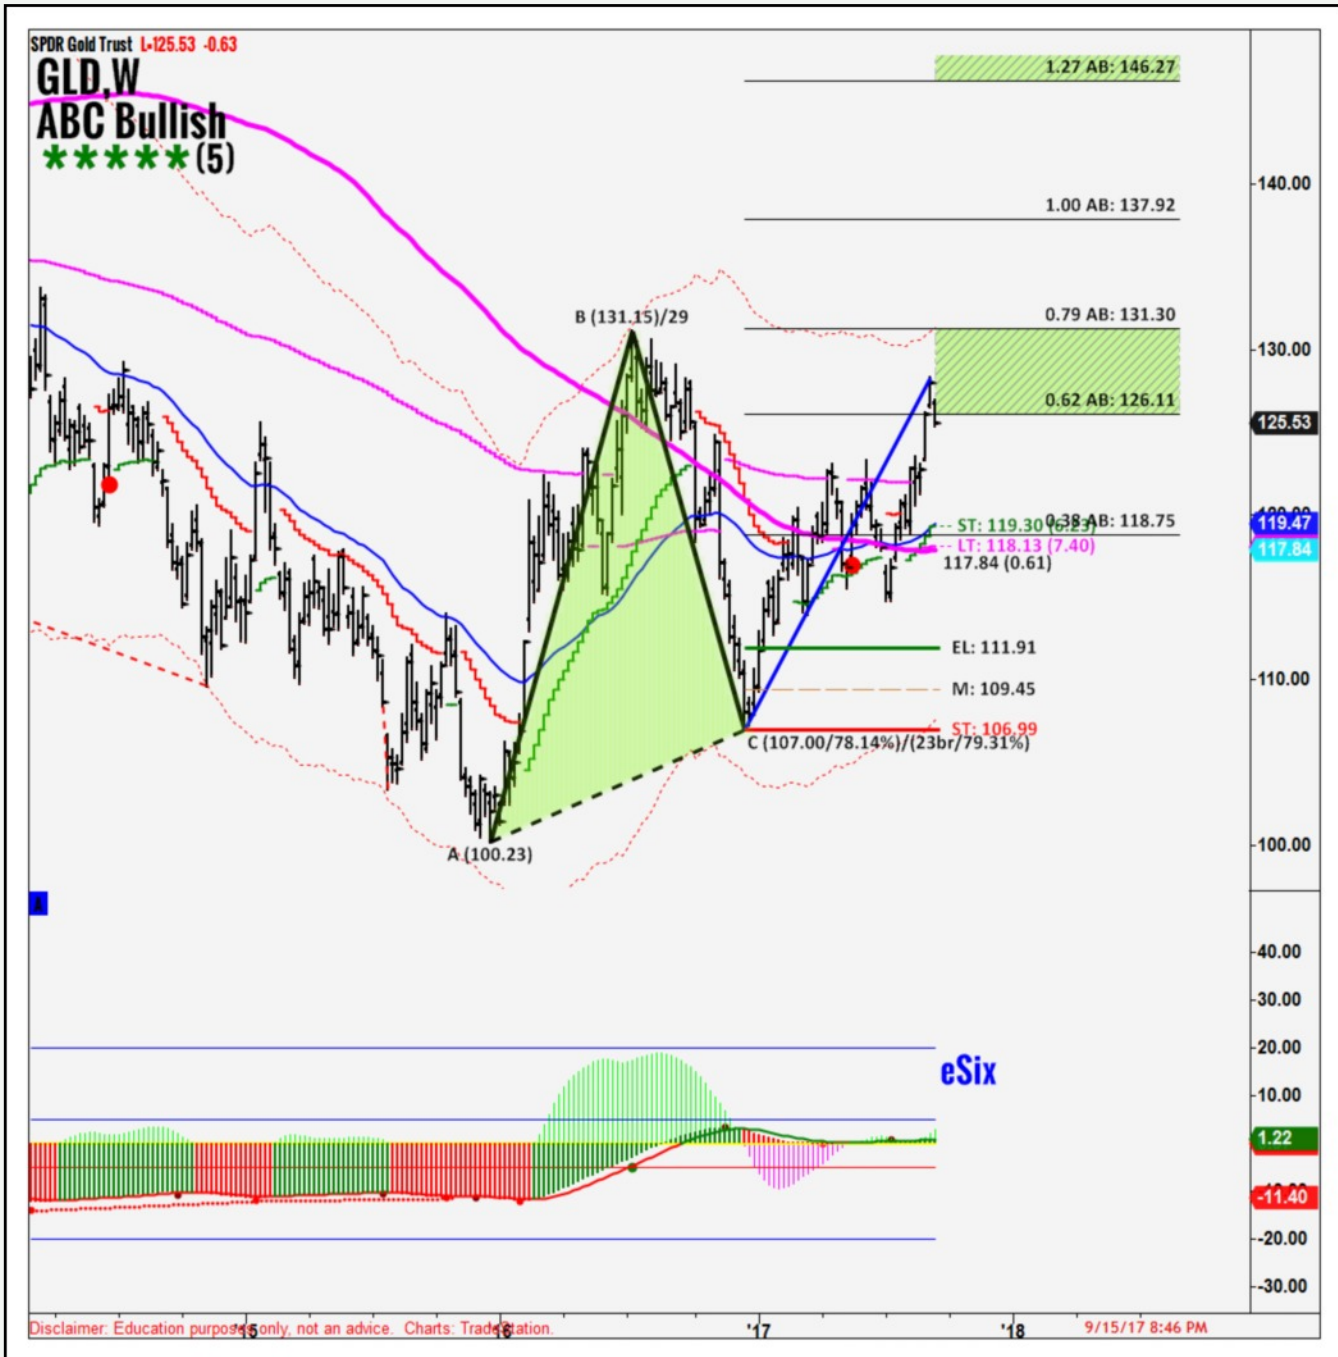 SPDR Gold Trust L=125.53 -0.63
GLD,W
ABC Bullish
*****(5)
1.27 AB: 146.27
140.00
1.00 AB: 137.92
0.79 AB: 131.30
B (131.15)/29
130.00
0.62 AB: 126.11
125.53
0.38 AB: 118.75
ST: 119.30 (6.23)
119.47
LT: 118.13 (7.40)
117.84
117.84 (0.61)
EL: 111.91
M: 109.45
110.00
ST: 106.99
C (107.00/78.14%)/(23br/79.31%)
A (100.23)
100.00
40.00
30.00
20.00
eSix
10.00
1.22
-11.40
-20.00
-30.00
'15
'16
'17
'18
Disclaimer: Education purposes only, not an advice. Charts: TradeStation.
9/15/17 8:46 PM